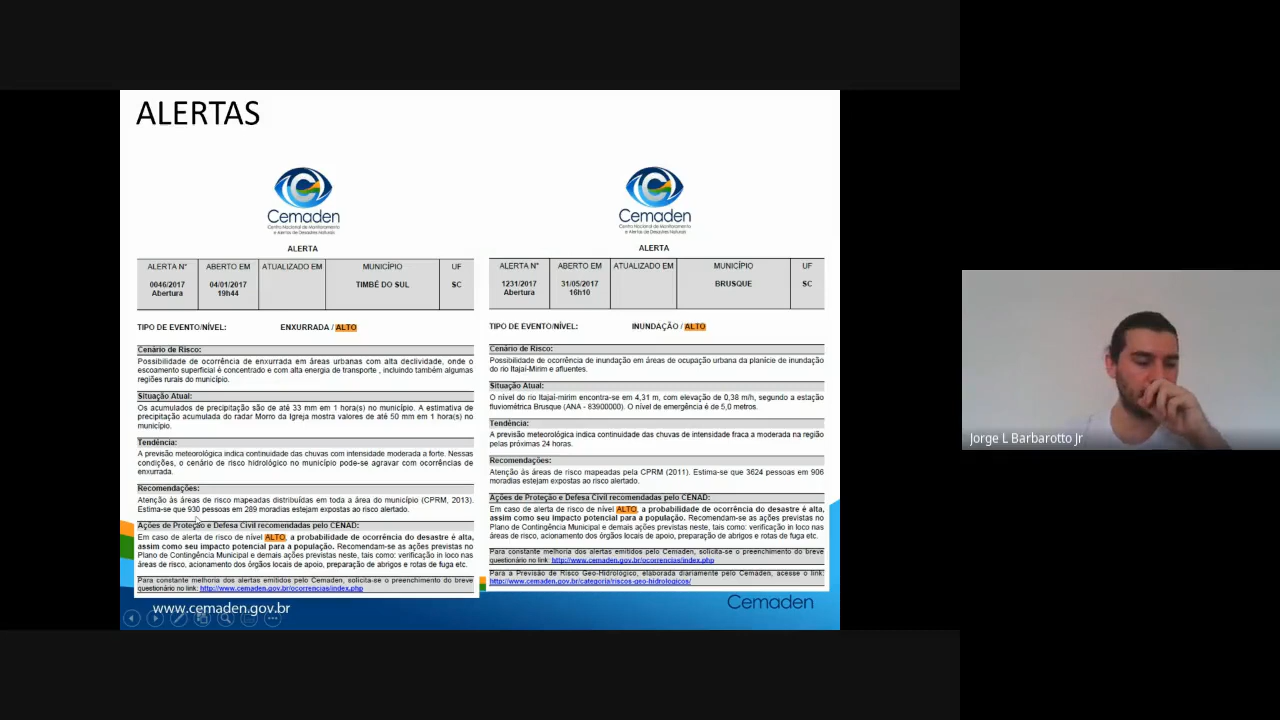 ALERTAS
Cemaden
Centro Nacional de Monitoramento
e Alertas de Desastres Naturais
ALERTA
ALERTA N° ABERTO EM ATUALIZADO EM MUNICÍPIO UF
0046/2017 04/01/2017 TIMBÉ DO SUL SC
Abertura 19h44
TIPO DE EVENTO/NÍVEL: ENXURRADA / ALTO
Cenário de Risco:
Possibilidade de ocorrência de enxurrada em áreas urbanas com alta declividade, onde o
escoamento superficial é concentrado e com alta energia de transporte , incluindo também algumas
regiões rurais do município.
Situação Atual:
Os acumulados de precipitação são de até 33 mm em 1 hora(s) no município. A estimativa de
precipitação acumulada do radar Morro da Igreja mostra valores de até 50 mm em 1 hora(s) no
município.
Tendência:
A previsão meteorológica indica continuidade das chuvas com intensidade moderada a forte. Nessas
condições, o cenário de risco hidrológico no município pode-se agravar com ocorrências de
enxurrada.
Recomendações:
Atenção às áreas de risco mapeadas distribuídas em toda a área do município (CPRM, 2013).
Estima-se que 930 pessoas em 289 moradias estejam expostas ao risco alertado.
Ações de Proteção e Defesa Civil recomendadas pelo CENAD:
Em caso de alerta de risco de nível ALTO, a probabilidade de ocorrência do desastre é alta,
assim como seu impacto potencial para a população. Recomendam-se as ações previstas no
Plano de Contingência Municipal e demais ações previstas neste, tais como: verificação in loco nas
áreas de risco, acionamento dos órgãos locais de apoio, preparação de abrigos e rotas de fuga etc.
Para constante melhoria dos alertas emitidos pelo Cemaden, solicita-se o preenchimento do breve
questionário no link: http://www.cemaden.gov.br/ocorrencias/index.php
Cemaden
Centro Nacional de Monitoramento
e Alertas de Desastres Naturais
ALERTA
ALERTA N° ABERTO EM ATUALIZADO EM MUNICÍPIO UF
1231/2017 31/05/2017 BRUSQUE SC
Abertura 16h10
TIPO DE EVENTO/NÍVEL: INUNDAÇÃO / ALTO
Cenário de Risco:
Possibilidade de ocorrência de inundação em áreas de ocupação urbana da planície de inundação
do rio Itajaí-Mirim e afluentes.
Situação Atual:
O nível do rio Itajaí-mirim encontra-se em 4,31 m, com elevação de 0,38 m/h, segundo a estação
fluviométrica Brusque (ANA - 83900000). O nível de emergência é de 5,0 metros.
Tendência:
A previsão meteorológica indica continuidade das chuvas de intensidade fraca a moderada na região
pelas próximas 24 horas.
Recomendações:
Atenção às áreas de risco mapeadas pela CPRM (2011). Estima-se que 3624 pessoas em 906
moradias estejam expostas ao risco alertado.
Ações de Proteção e Defesa Civil recomendadas pelo CENAD:
Em caso de alerta de risco de nível ALTO, a probabilidade de ocorrência do desastre é alta,
assim como seu impacto potencial para a população. Recomendam-se as ações previstas no
Plano de Contingência Municipal e demais ações previstas neste, tais como: verificação in loco nas
áreas de risco, acionamento dos órgãos locais de apoio, preparação de abrigos e rotas de fuga etc.
Para constante melhoria dos alertas emitidos pelo Cemaden, solicita-se o preenchimento do breve
questionário no link: http://www.cemaden.gov.br/ocorrencias/index.php
Para a Previsão de Risco Geo-Hidrológico, elaborada diariamente pelo Cemaden, acesse o link:
http://www.cemaden.gov.br/categoria/riscos-geo-hidrologicos/
www.cemaden.gov.br
Cemaden
Jorge L Barbarotto Jr